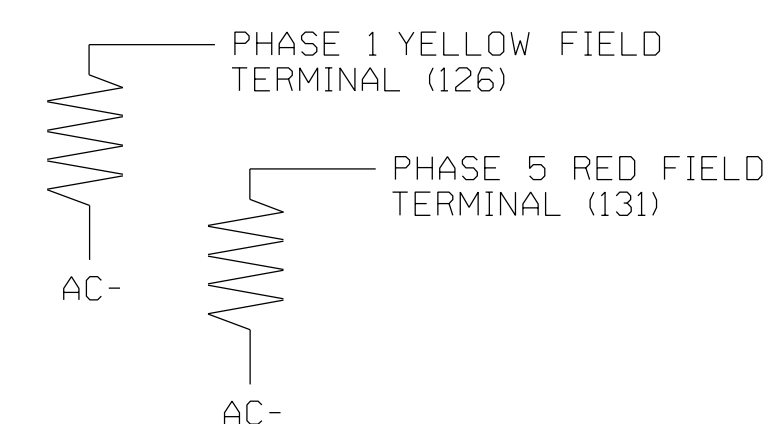 PHASE 1 YELLOW FIELD
TERMINAL (126)
AC-
PHASE 5 RED FIELD
TERMINAL (131)
AC-